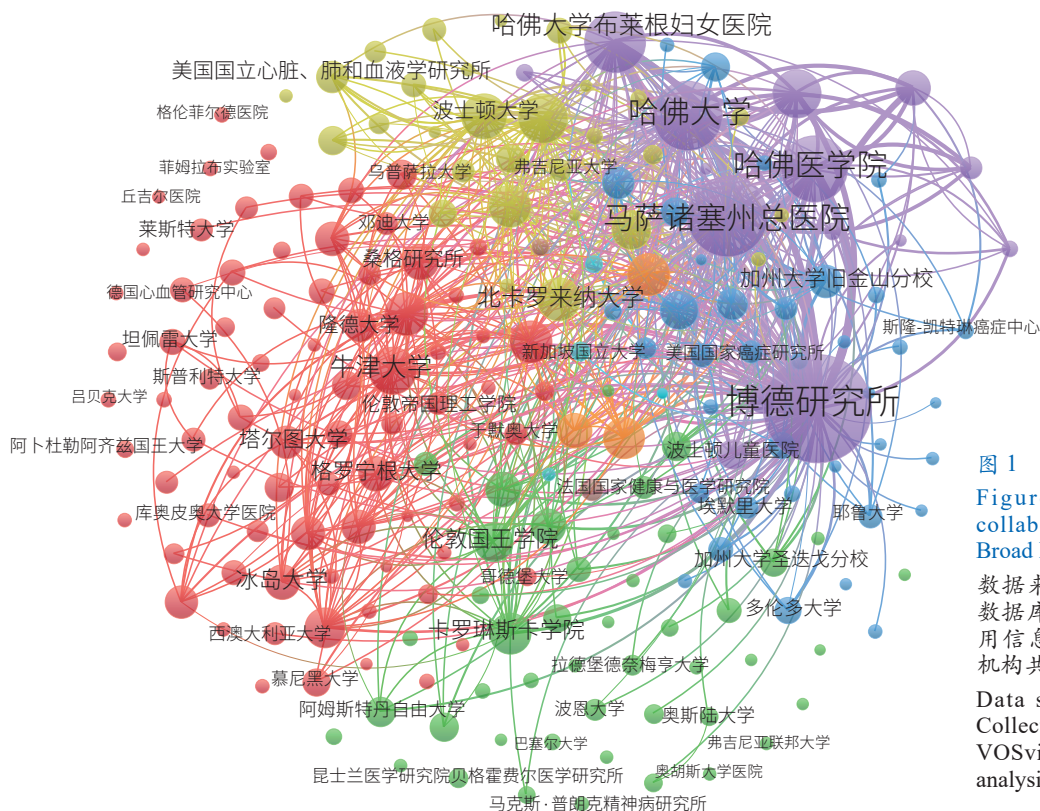 哈佛大学布莱根妇女医院
美国国立心脏、肺和血液学研究所
格伦菲尔德医院
波士顿大学
哈佛大学
菲姆拉布实验室
乌普萨拉大学
弗吉尼亚大学
哈佛医学院
丘吉尔医院
莱斯特大学
邓迪大学
马萨诸塞州总医院
桑格研究所
加州大学旧金山分校
德国心血管研究中心
北卡罗来纳大学
隆德大学
斯隆-凯特琳癌症中心
坦佩雷大学
牛津大学
新加坡国立大学
美国国家癌症研究所
斯普利特大学
吕贝克大学
伦敦帝国理工学院
博德研究所
于默奥大学
阿卜杜勒阿齐兹国王大学
塔尔图大学
波士顿儿童医院
格罗宁根大学
法国国家健康与医学研究院
埃默里大学
库奥皮奥大学医院
耶鲁大学
伦敦国王学院
加州大学圣迭戈分校
冰岛大学
哥德堡大学
多伦多大学
西澳大利亚大学
卡罗琳斯卡学院
慕尼黑大学
拉德堡德奈梅亨大学
阿姆斯特丹自由大学
波恩大学
奥斯陆大学
巴塞尔大学
弗吉尼亚联邦大学
昆士兰医学研究院贝格霍费尔医学研究所
奥胡斯大学医院
马克斯·普朗克精神病研究所
图 1
Figur
collab
Broad
数据来
数据库
用信息
机构共
Data s
Collec
VOSvi
analysi